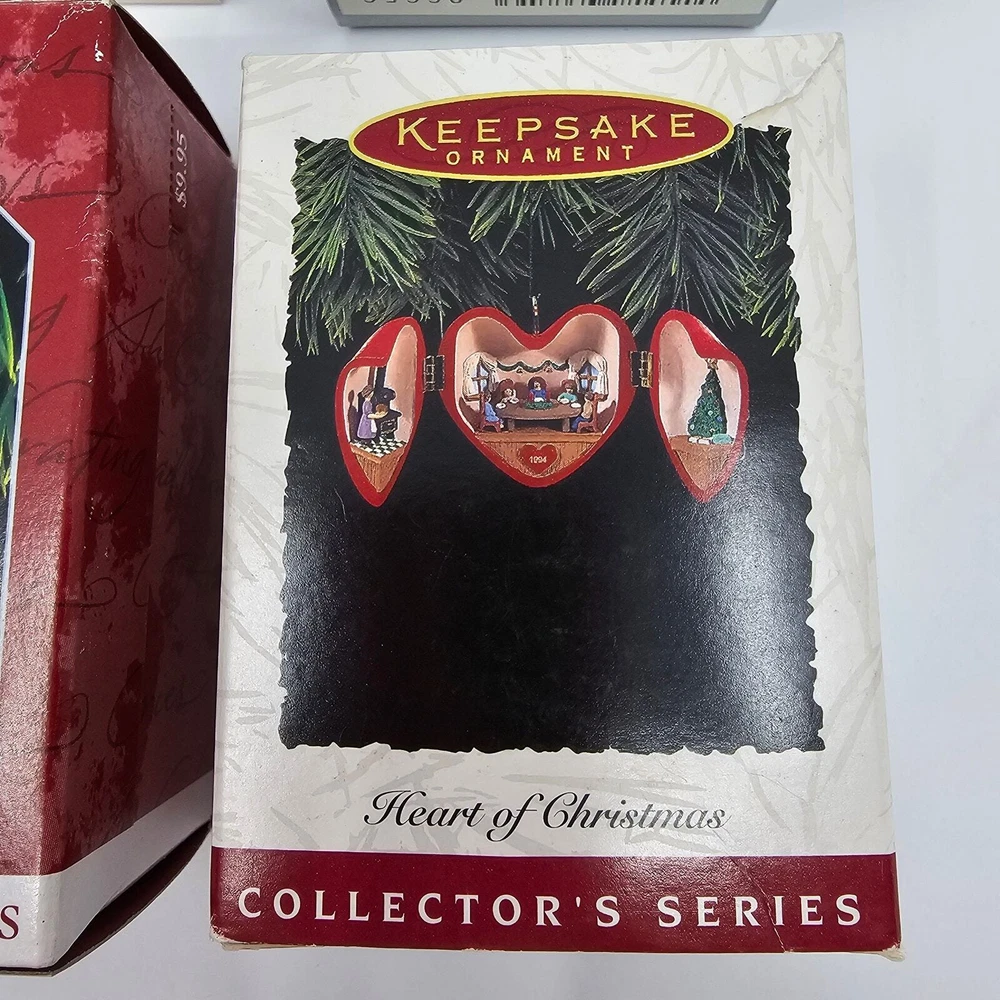 $9.95
S
KEEPSAKE
ORNAMENT
1994
Heart of Christmas
COLLECTOR'S SERIES